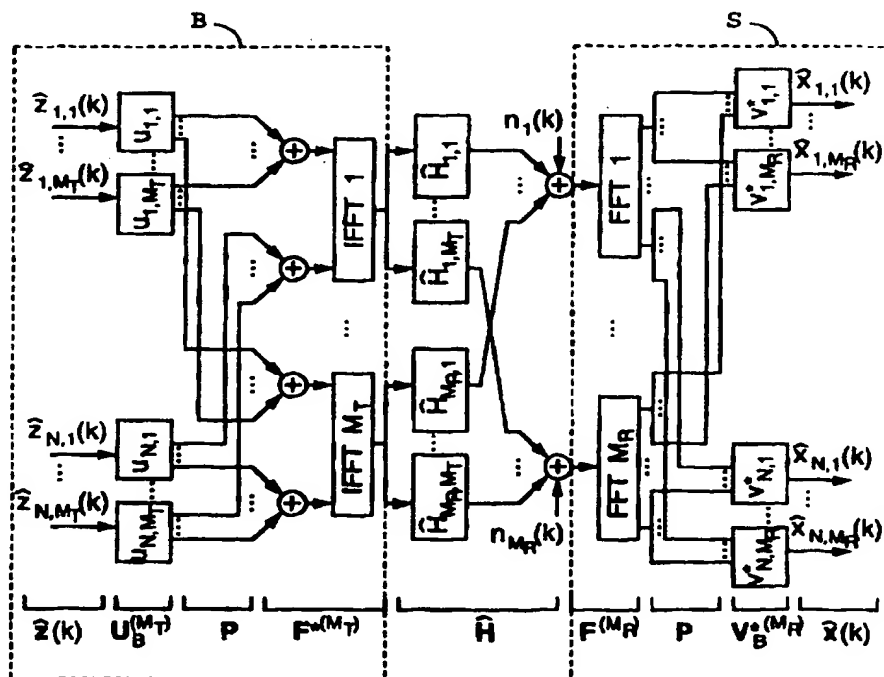 B
S
ẑ1,1(k)
...
ẑ1,MT(k)
u1,1
...
u1,MT
...
...
+
+
IFFT 1
Ĥ1,1
...
Ĥ1,MT
n1(k)
...
+
FFT 1
...
V*1,1
...
V*1,MR
x̂1,1(k)
...
x̂1,MR(k)
...
...
ẑN,1(k)
...
ẑN,MT(k)
uN,1
...
uN,MT
...
...
+
+
IFFT MT
ĤMR,1
...
ĤMR,MT
nMR(k)
...
+
FFT MR
...
V*N,1
...
V*N,MR
x̂N,1(k)
...
x̂N,MR(k)
ẑ(k) UB(MT) P F*(MT) Ĥ F(MR) P V*B(MR) x̂(k)